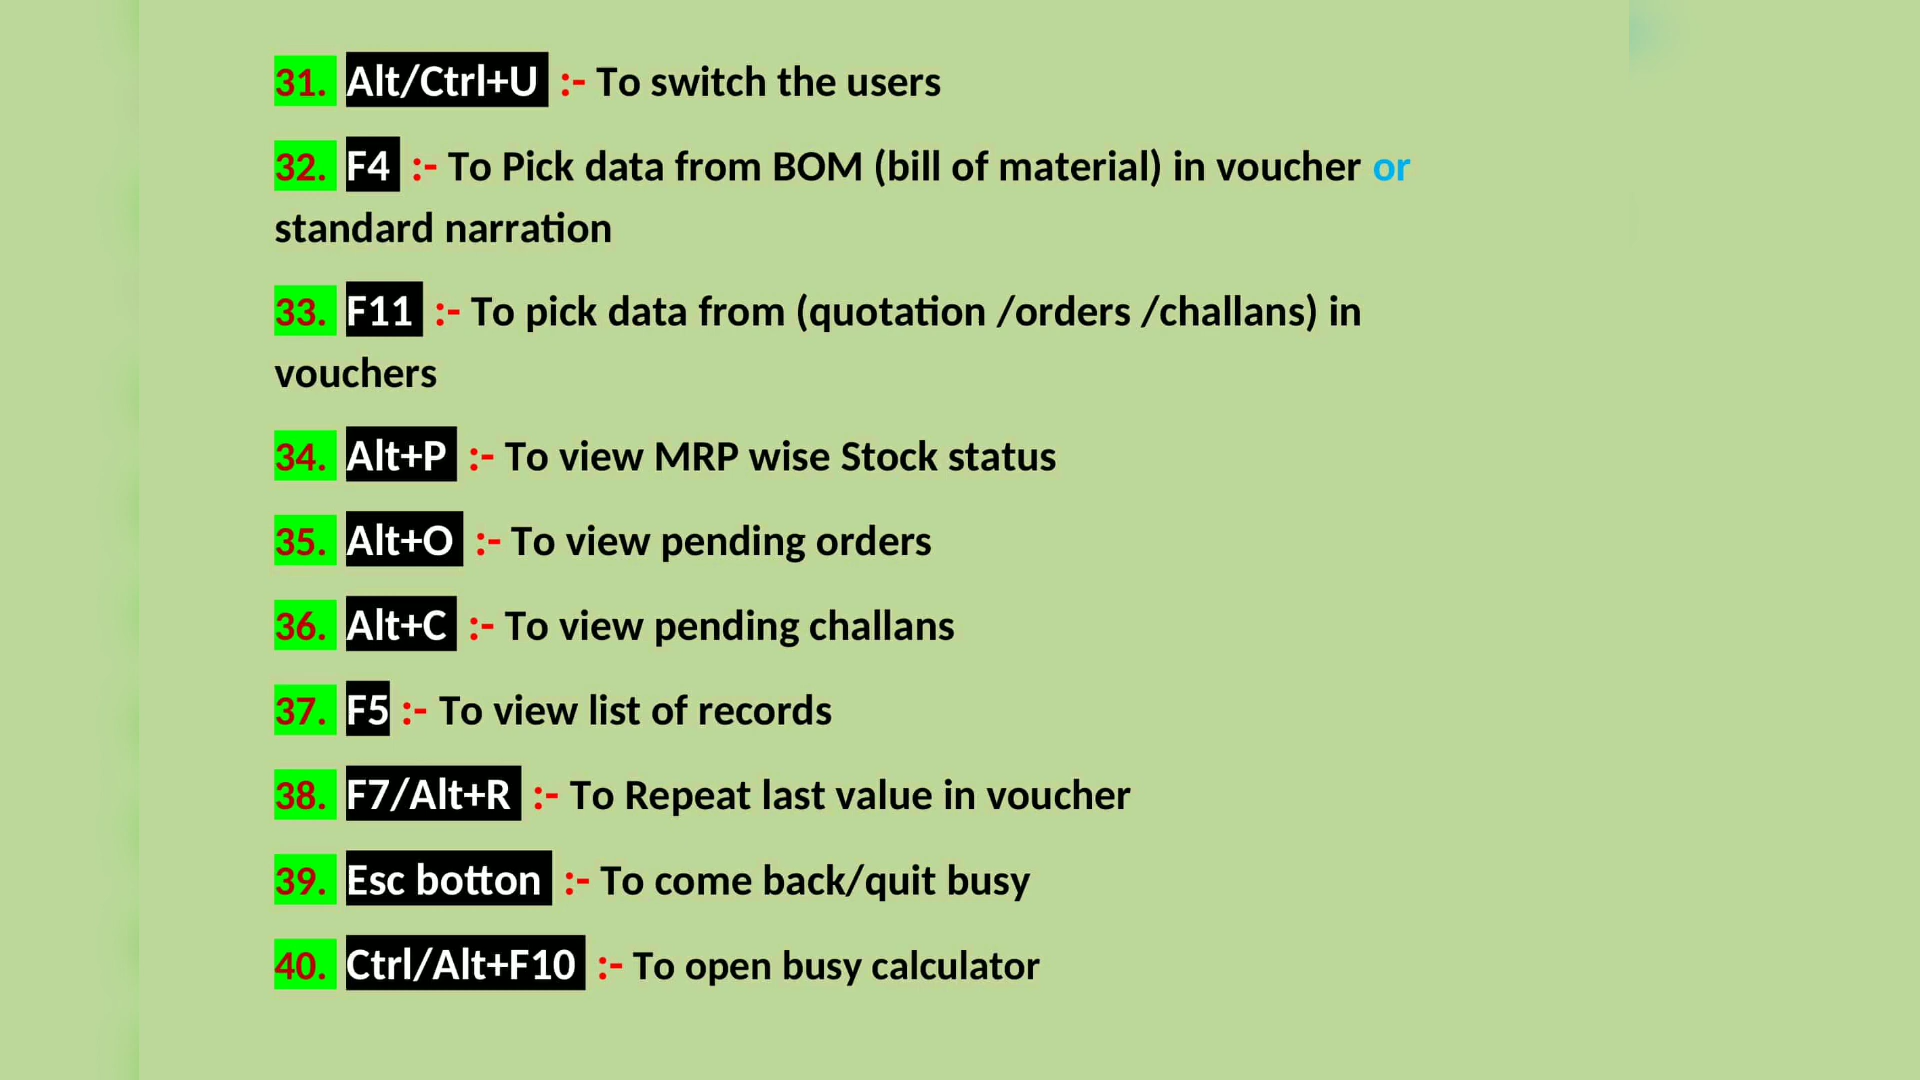 31. Alt/Ctrl+U :- To switch the users
32. F4 :- To Pick data from BOM (bill of material) in voucher or
standard narration
33. F11 :- To pick data from (quotation /orders /challans) in
vouchers
34. Alt+P :- To view MRP wise Stock status
35. Alt+O :- To view pending orders
36. Alt+C :- To view pending challans
37. F5 :- To view list of records
38. F7/Alt+R :- To Repeat last value in voucher
39. Esc botton :- To come back/quit busy
40. Ctrl/Alt+F10 :- To open busy calculator